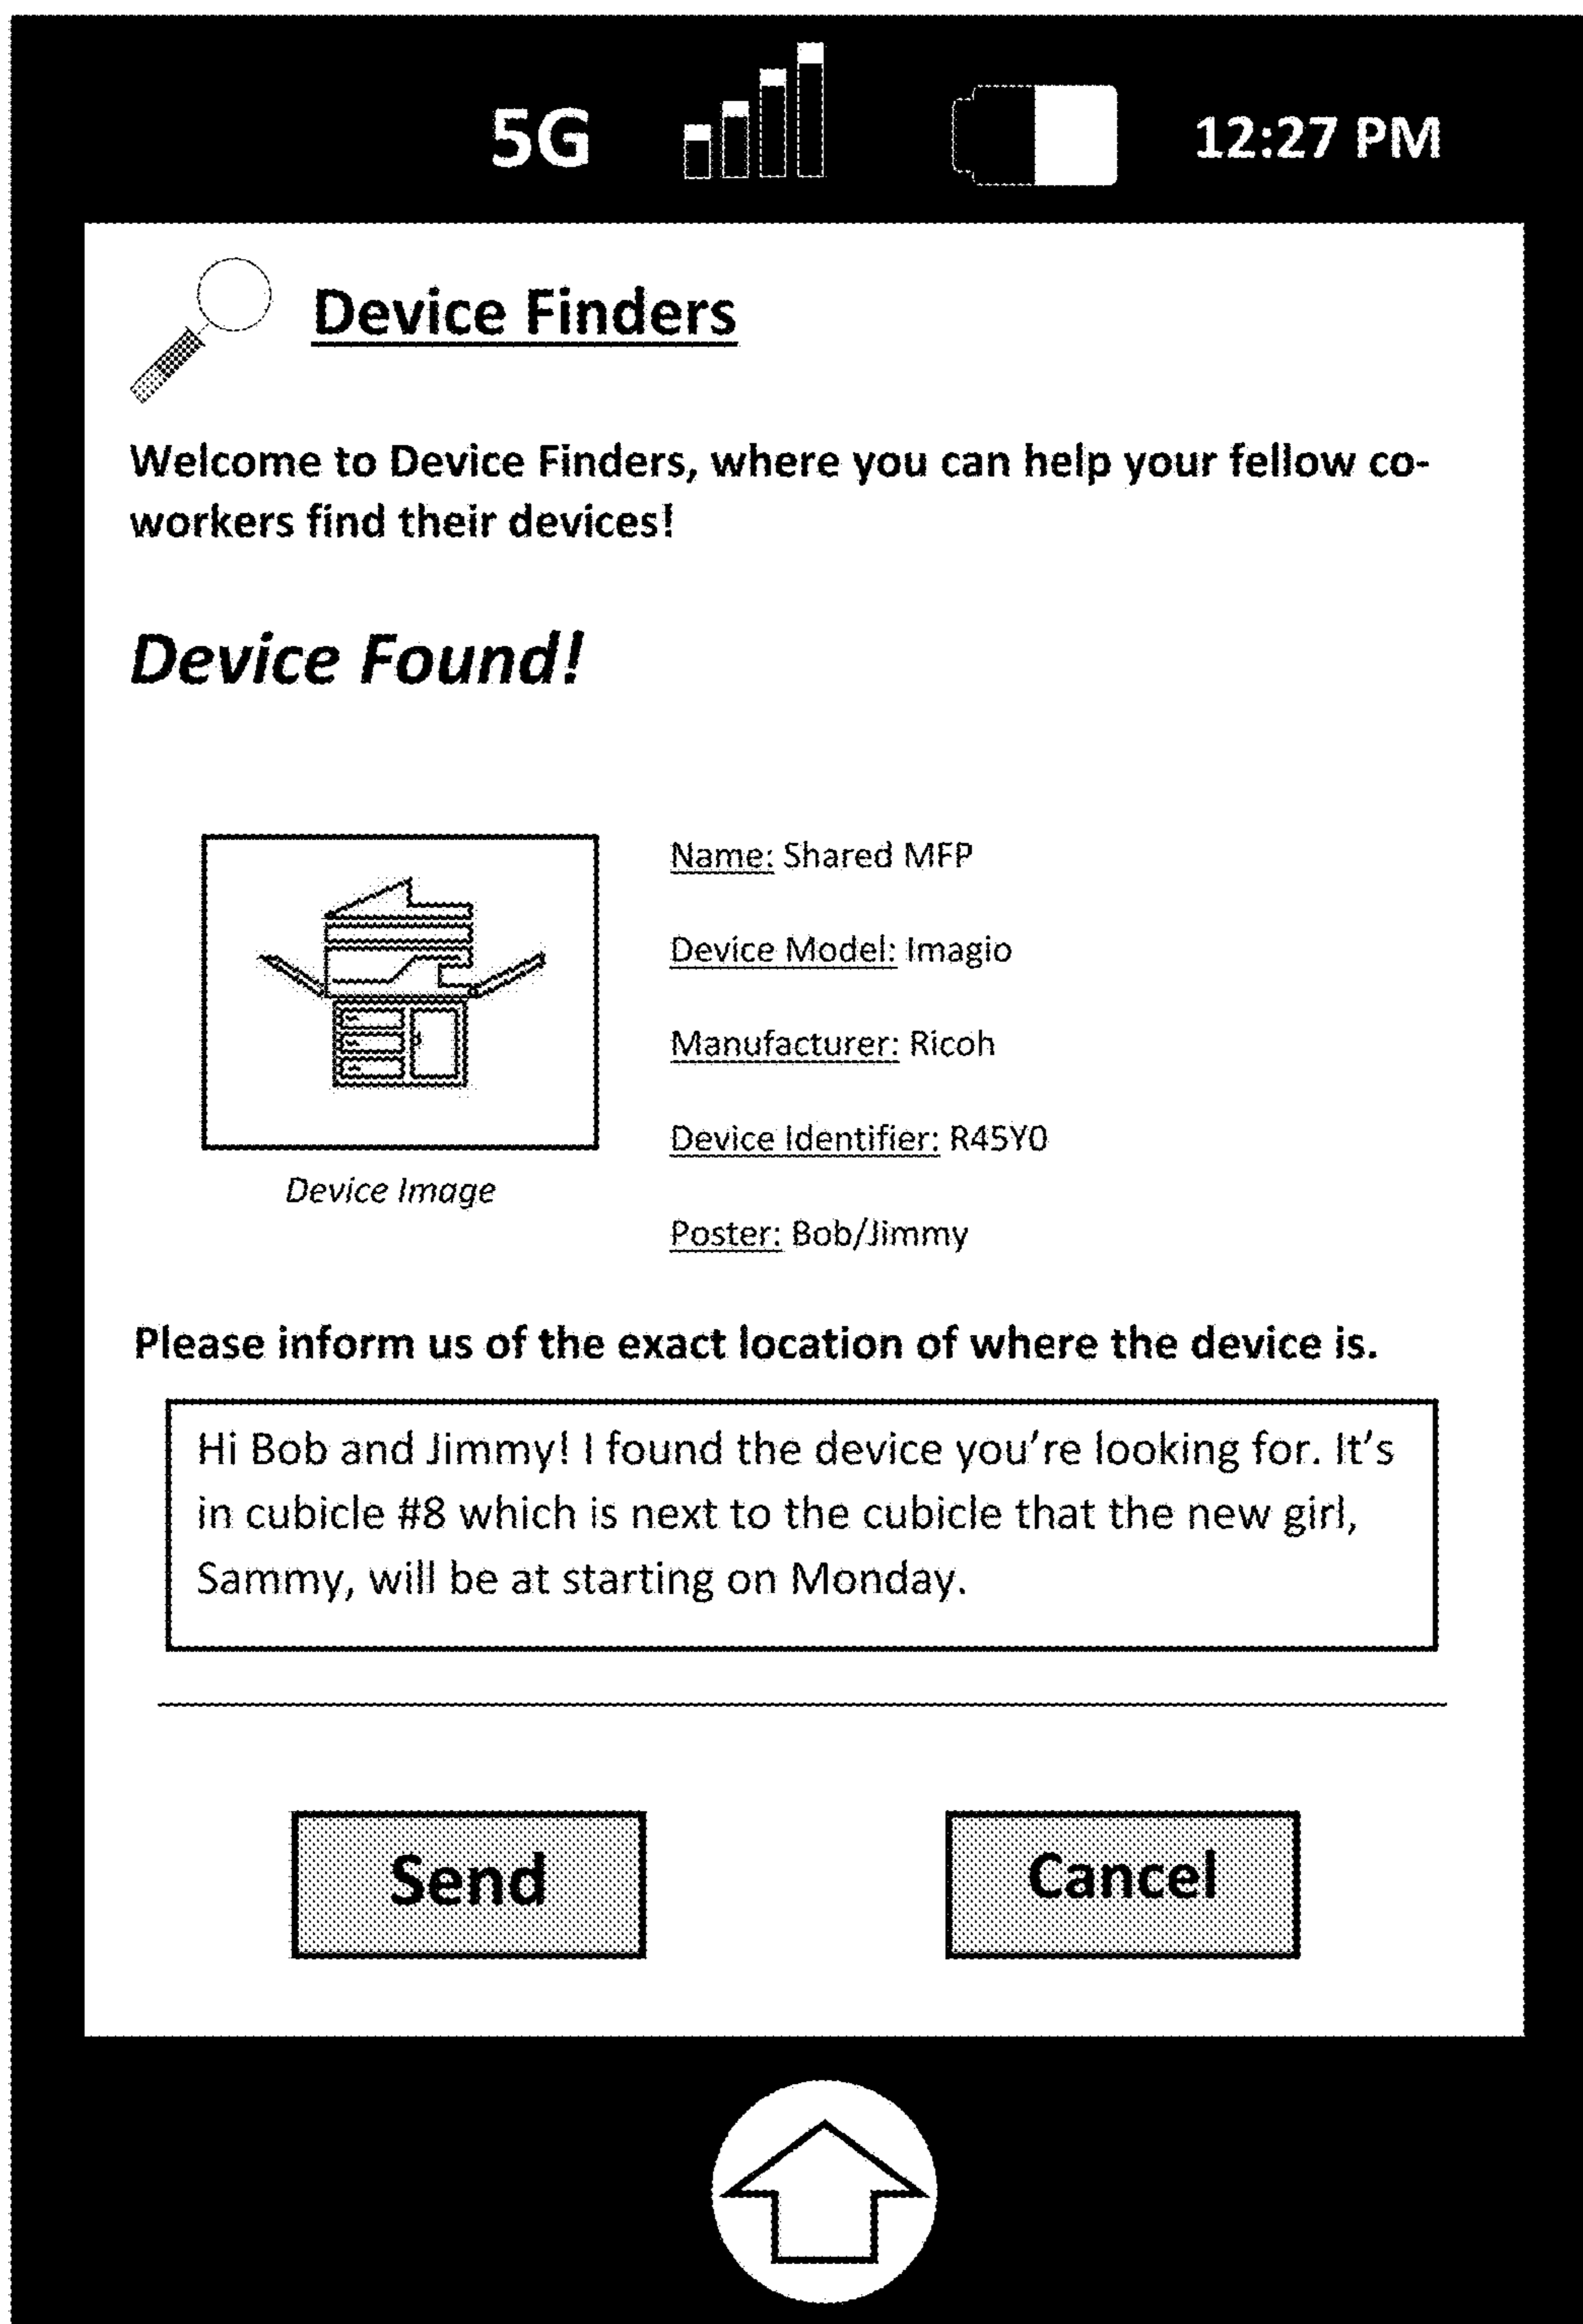 5G 12:27 PM
Device Finders
Welcome to Device Finders, where you can help your fellow co-
workers find their devices!
Device Found!
Name: Shared MFP
Device Model: Imagio
Manufacturer: Ricoh
Device Identifier: R45Y0
Device Image
Poster: Bob/Jimmy
Please inform us of the exact location of where the device is.
Hi Bob and Jimmy! I found the device you're looking for. It's
in cubicle #8 which is next to the cubicle that the new girl,
Sammy, will be at starting on Monday.
Send Cancel